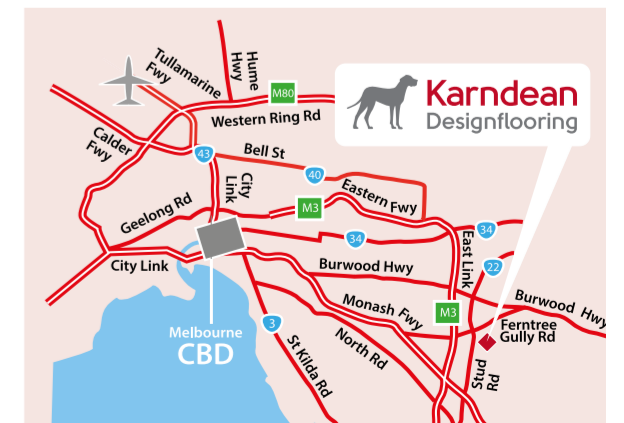 Tullamarine
Fwy
Hume
Hwy
M80
Western Ring Rd
Karndean
Designflooring
Calder
Fwy
43
Bell St
40
City
Link
Eastern Fwy
M3
Geelong Rd
34
34
East Link
City Link
22
Burwood Hwy
Burwood Hwy
Monash Fwy
M3
Ferntree
Gully Rd
3
Melbourne
CBD
North Rd
St Kilda Rd
Stud
Rd